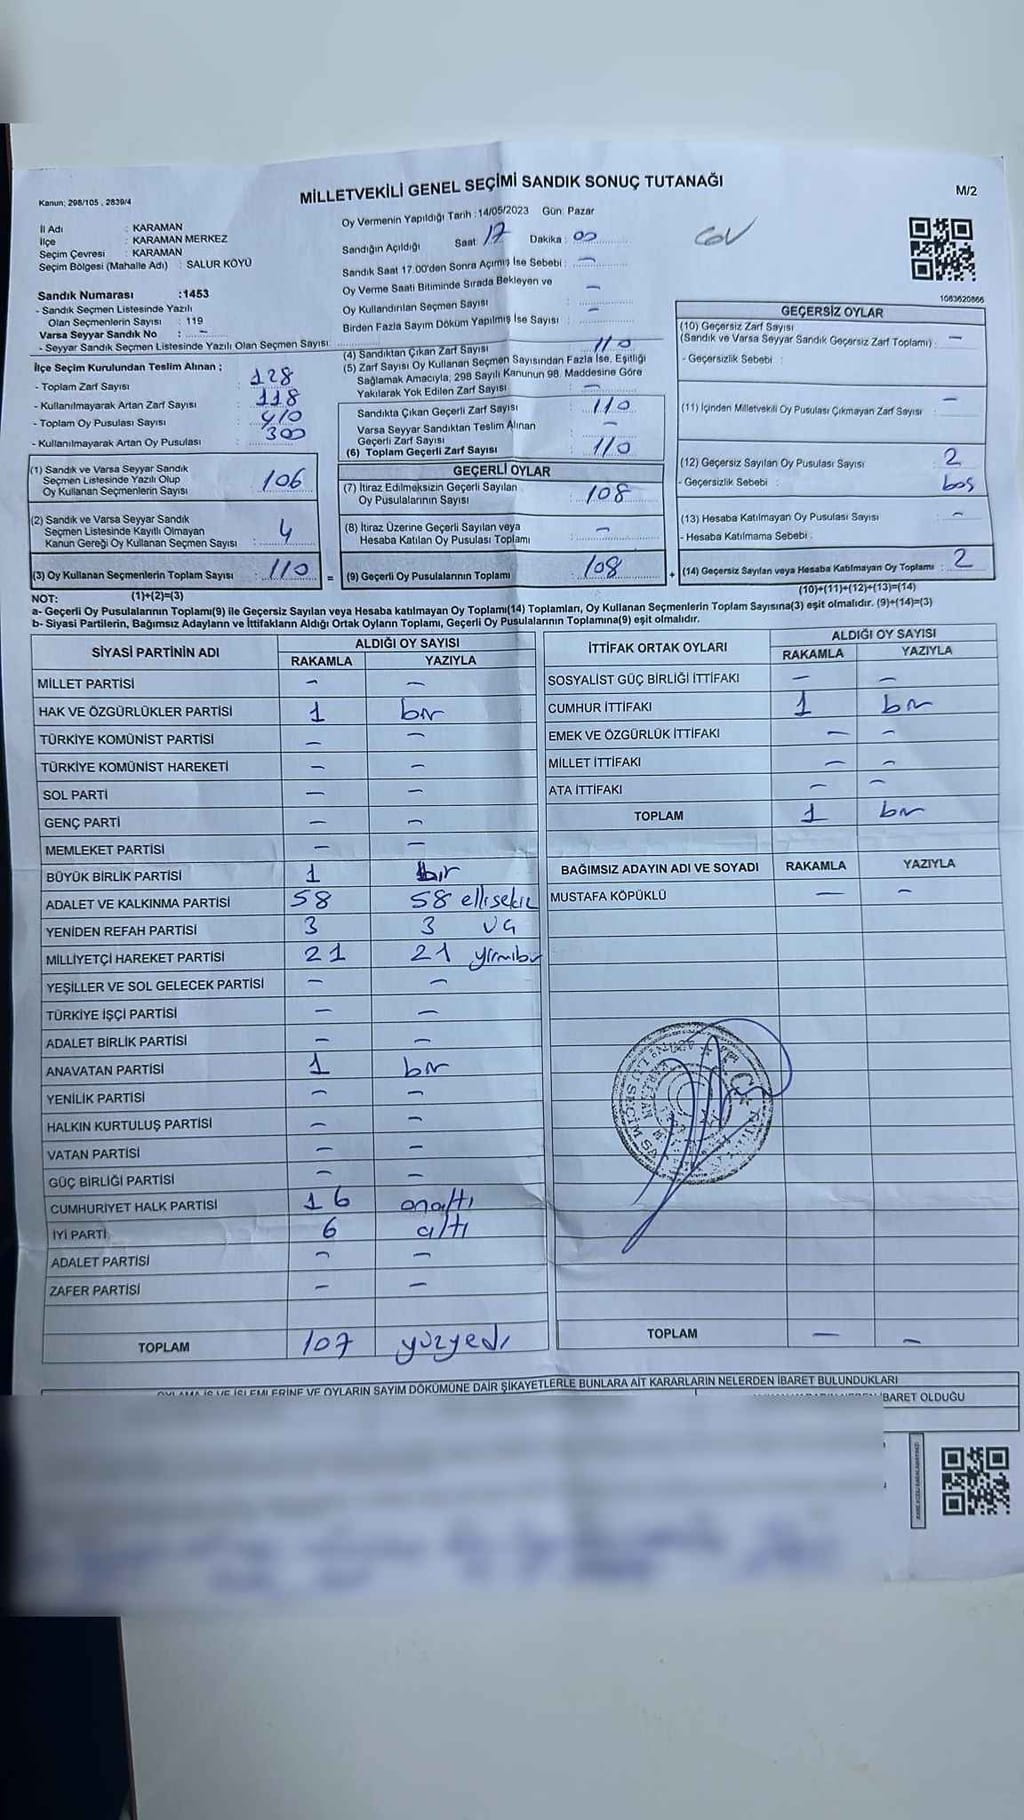 MİLLETVEKİLİ GENEL SEÇİMİ SANDIK SONUÇ TUTANAĞI
M/2
Kanun; 298/105 , 2839/4
İl Adı : KARAMAN
İlçe : KARAMAN MERKEZ
Seçim Çevresi : KARAMAN
Seçim Bölgesi (Mahalle Adı) : SALUR KÖYÜ
Sandık Numarası :1453
- Sandık Seçmen Listesinde Yazılı
Olan Seçmenlerin Sayısı : 119
Varsa Seyyar Sandık No : –
- Seyyar Sandık Seçmen Listesinde Yazılı Olan Seçmen Sayısı :
Oy Vermenin Yapıldığı Tarih : 14/05/2023 Gün: Pazar
Sandığın Açıldığı Saat : 17 Dakika : 00
Sandık Saat 17:00'den Sonra Açımış İse Sebebi : –
Oy Verme Saati Bitiminde Sırada Bekleyen ve
Oy Kullandırılan Seçmen Sayısı : –
Birden Fazla Sayım Döküm Yapılmış İse Sayısı : –
1083620866
İlçe Seçim Kurulundan Teslim Alınan ;
- Toplam Zarf Sayısı : 128
- Kullanılmayarak Artan Zarf Sayısı : 118
- Toplam Oy Pusulası Sayısı : 410
- Kullanılmayarak Artan Oy Pusulası : 300
(1) Sandık ve Varsa Seyyar Sandık
Seçmen Listesinde Yazılı Olup
Oy Kullanan Seçmenlerin Sayısı : 106
(2) Sandık ve Varsa Seyyar Sandık
Seçmen Listesinde Kayıtlı Olmayan
Kanun Gereği Oy Kullanan Seçmen Sayısı : 4
(3) Oy Kullanan Seçmenlerin Toplam Sayısı : 110
(1)+(2)=(3)
(4) Sandıktan Çıkan Zarf Sayısı : 110
(5) Zarf Sayısı Oy Kullanan Seçmen Sayısından Fazla İse, Eşitliği
Sağlamak Amacıyla, 298 Sayılı Kanunun 98. Maddesine Göre
Yakılarak Yok Edilen Zarf Sayısı : –
Sandıkta Çıkan Geçerli Zarf Sayısı : 110
Varsa Seyyar Sandıktan Teslim Alınan
Geçerli Zarf Sayısı : –
(6) Toplam Geçerli Zarf Sayısı : 110
GEÇERLİ OYLAR
(7) İtiraz Edilmeksizin Geçerli Sayılan
Oy Pusulalarının Sayısı : 108
(8) İtiraz Üzerine Geçerli Sayılan veya
Hesaba Katılan Oy Pusulası Toplamı : –
= (9) Geçerli Oy Pusulalarının Toplamı : 108
GEÇERSİZ OYLAR
(10) Geçersiz Zarf Sayısı
(Sandık ve Varsa Seyyar Sandık Geçersiz Zarf Toplamı) : –
- Geçersizlik Sebebi :
(11) İçinden Milletvekili Oy Pusulası Çıkmayan Zarf Sayısı : –
(12) Geçersiz Sayılan Oy Pusulası Sayısı : 2
- Geçersizlik Sebebi : boş
(13) Hesaba Katılmayan Oy Pusulası Sayısı : –
- Hesaba Katılmama Sebebi :
+ (14) Geçersiz Sayılan veya Hesaba Katılmayan Oy Toplamı : 2
(10)+(11)+(12)+(13)=(14)
NOT:
a- Geçerli Oy Pusulalarının Toplamı(9) ile Geçersiz Sayılan veya Hesaba katılmayan Oy Toplamı(14) Toplamları, Oy Kullanan Seçmenlerin Toplam Sayısına(3) eşit olmalıdır. (9)+(14)=(3)
b- Siyasi Partilerin, Bağımsız Adayların ve İttifakların Aldığı Ortak Oyların Toplamı, Geçerli Oy Pusulalarının Toplamına(9) eşit olmalıdır.
SİYASİ PARTİNİN ADI ALDIĞI OY SAYISI
RAKAMLA YAZIYLA
MİLLET PARTİSİ – –
HAK VE ÖZGÜRLÜKLER PARTİSİ 1 bir
TÜRKİYE KOMÜNİST PARTİSİ – –
TÜRKİYE KOMÜNİST HAREKETİ – –
SOL PARTİ – –
GENÇ PARTİ – –
MEMLEKET PARTİSİ – –
BÜYÜK BİRLİK PARTİSİ 1 bir
ADALET VE KALKINMA PARTİSİ 58 58 ellisekiz
YENİDEN REFAH PARTİSİ 3 3 üç
MİLLİYETÇİ HAREKET PARTİSİ 21 21 yirmibir
YEŞİLLER VE SOL GELECEK PARTİSİ – –
TÜRKİYE İŞÇİ PARTİSİ – –
ADALET BİRLİK PARTİSİ – –
ANAVATAN PARTİSİ 1 bir
YENİLİK PARTİSİ – –
HALKIN KURTULUŞ PARTİSİ – –
VATAN PARTİSİ – –
GÜÇ BİRLİĞİ PARTİSİ – –
CUMHURİYET HALK PARTİSİ 16 onaltı
İYİ PARTİ 6 altı
ADALET PARTİSİ – –
ZAFER PARTİSİ – –
TOPLAM 107 yüzyedi
İTTİFAK ORTAK OYLARI ALDIĞI OY SAYISI
RAKAMLA YAZIYLA
SOSYALİST GÜÇ BİRLİĞİ İTTİFAKI – –
CUMHUR İTTİFAKI 1 bir
EMEK VE ÖZGÜRLÜK İTTİFAKI – –
MİLLET İTTİFAKI – –
ATA İTTİFAKI – –
TOPLAM 1 bir
BAĞIMSIZ ADAYIN ADI VE SOYADI RAKAMLA YAZIYLA
MUSTAFA KÖPÜKLÜ – –
TOPLAM – –
OYLAMA İŞ VE İŞLEMLERİNE VE OYLARIN SAYIM DÖKÜMÜNE DAİR ŞİKAYETLERLE BUNLARA AİT KARARLARIN NELERDEN İBARET BULUNDUKLARI
İBARET OLDUĞU